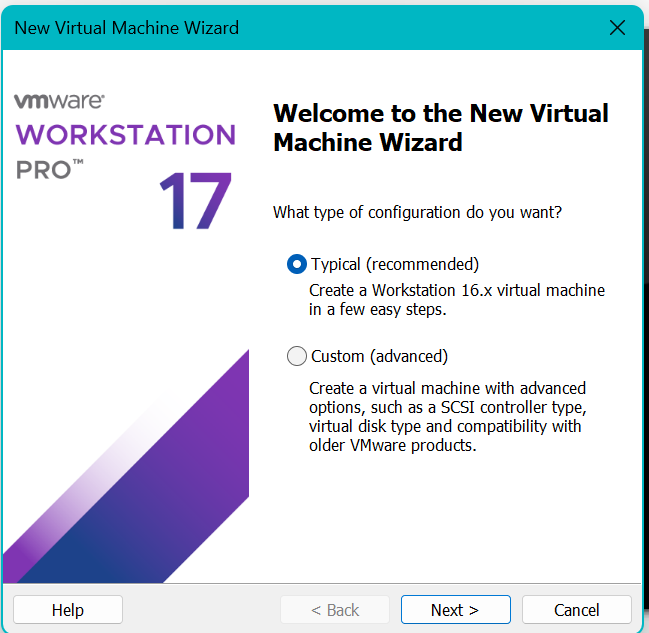 New Virtual Machine Wizard
vmware®
WORKSTATION
PRO™
17
Welcome to the New Virtual
Machine Wizard
What type of configuration do you want?
Typical (recommended)
Create a Workstation 16.x virtual machine
in a few easy steps.
Custom (advanced)
Create a virtual machine with advanced
options, such as a SCSI controller type,
virtual disk type and compatibility with
older VMware products.
Help
< Back
Next >
Cancel